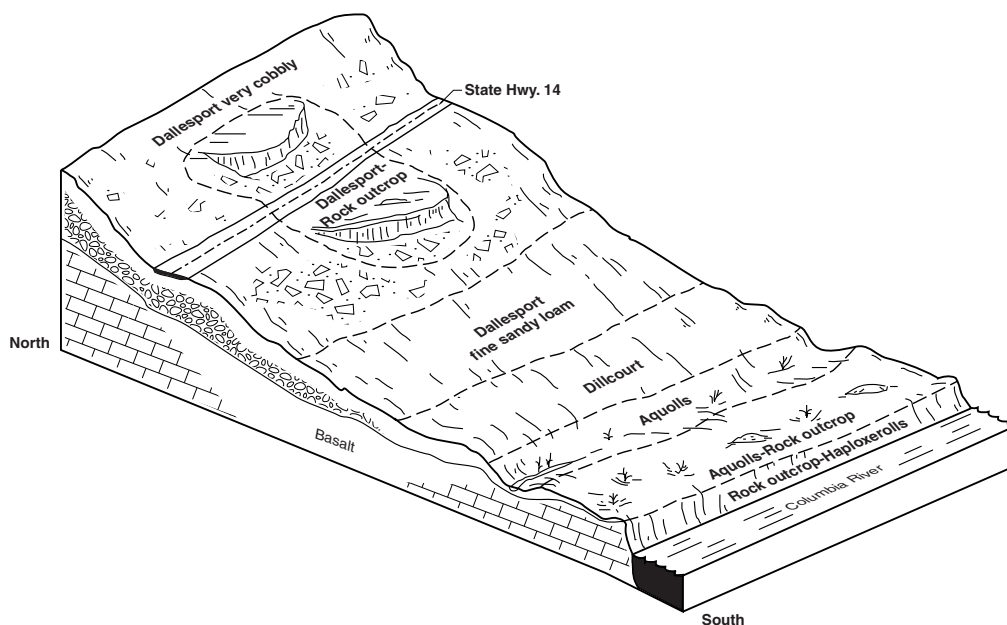 Dallesport very cobbly
State Hwy. 14
Dallesport-
Rock outcrop
North
Dallesport
fine sandy loam
Dillcourt
Aquolls
Basalt
Aquolls-Rock outcrop
Rock outcrop-Haploxerolls
Columbia River
South